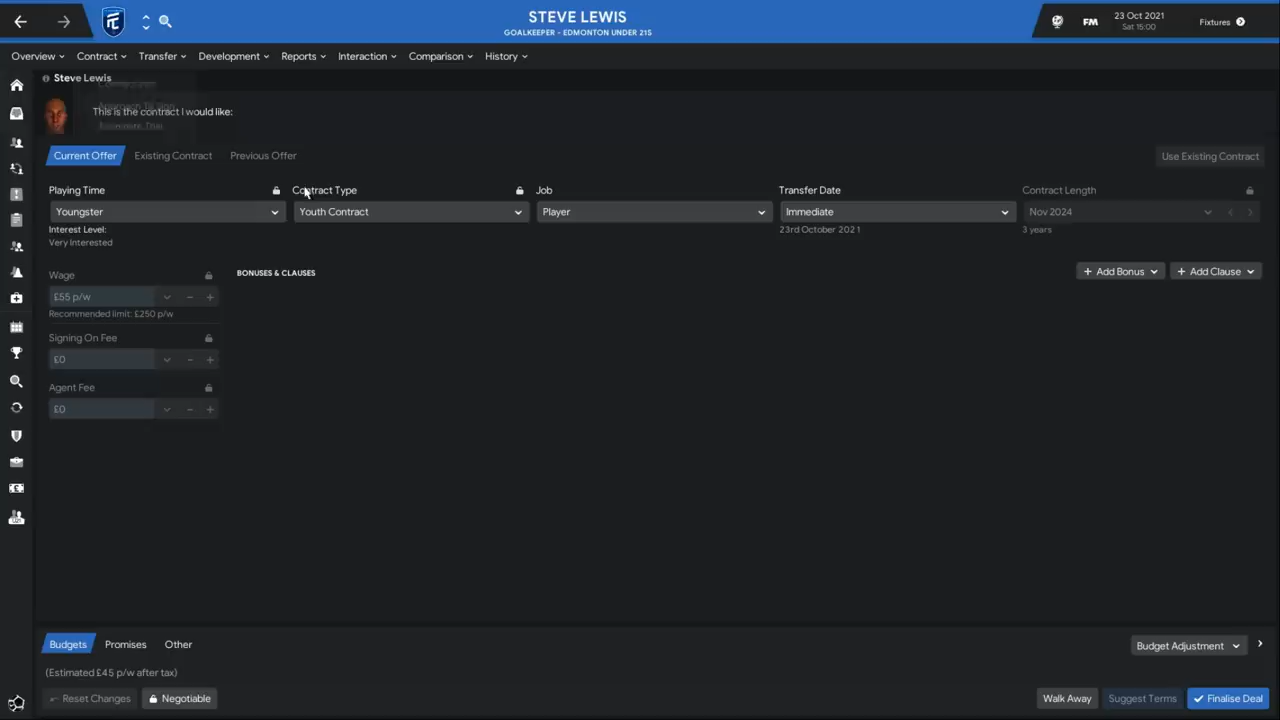 STEVE LEWIS
GOALKEEPER - EDMONTON UNDER 21S
FM
23 Oct 2021
Sat 15:00
Fixtures
Overview
Contract
Transfer
Development
Reports
Interaction
Comparison
History
Steve Lewis
This is the contract I would like:
Current Offer
Existing Contract
Previous Offer
Use Existing Contract
Playing Time
Contract Type
Job
Transfer Date
Contract Length
Youngster
Youth Contract
Player
Immediate
Nov 2024
Interest Level:
23rd October 2021
3 years
Very Interested
Wage
BONUSES & CLAUSES
+ Add Bonus
+ Add Clause
£55 p/w
Recommended limit: £250 p/w
Signing On Fee
£0
Agent Fee
£0
Budgets
Promises
Other
Budget Adjustment
(Estimated £45 p/w after tax)
Reset Changes
Negotiable
Walk Away
Suggest Terms
Finalise Deal